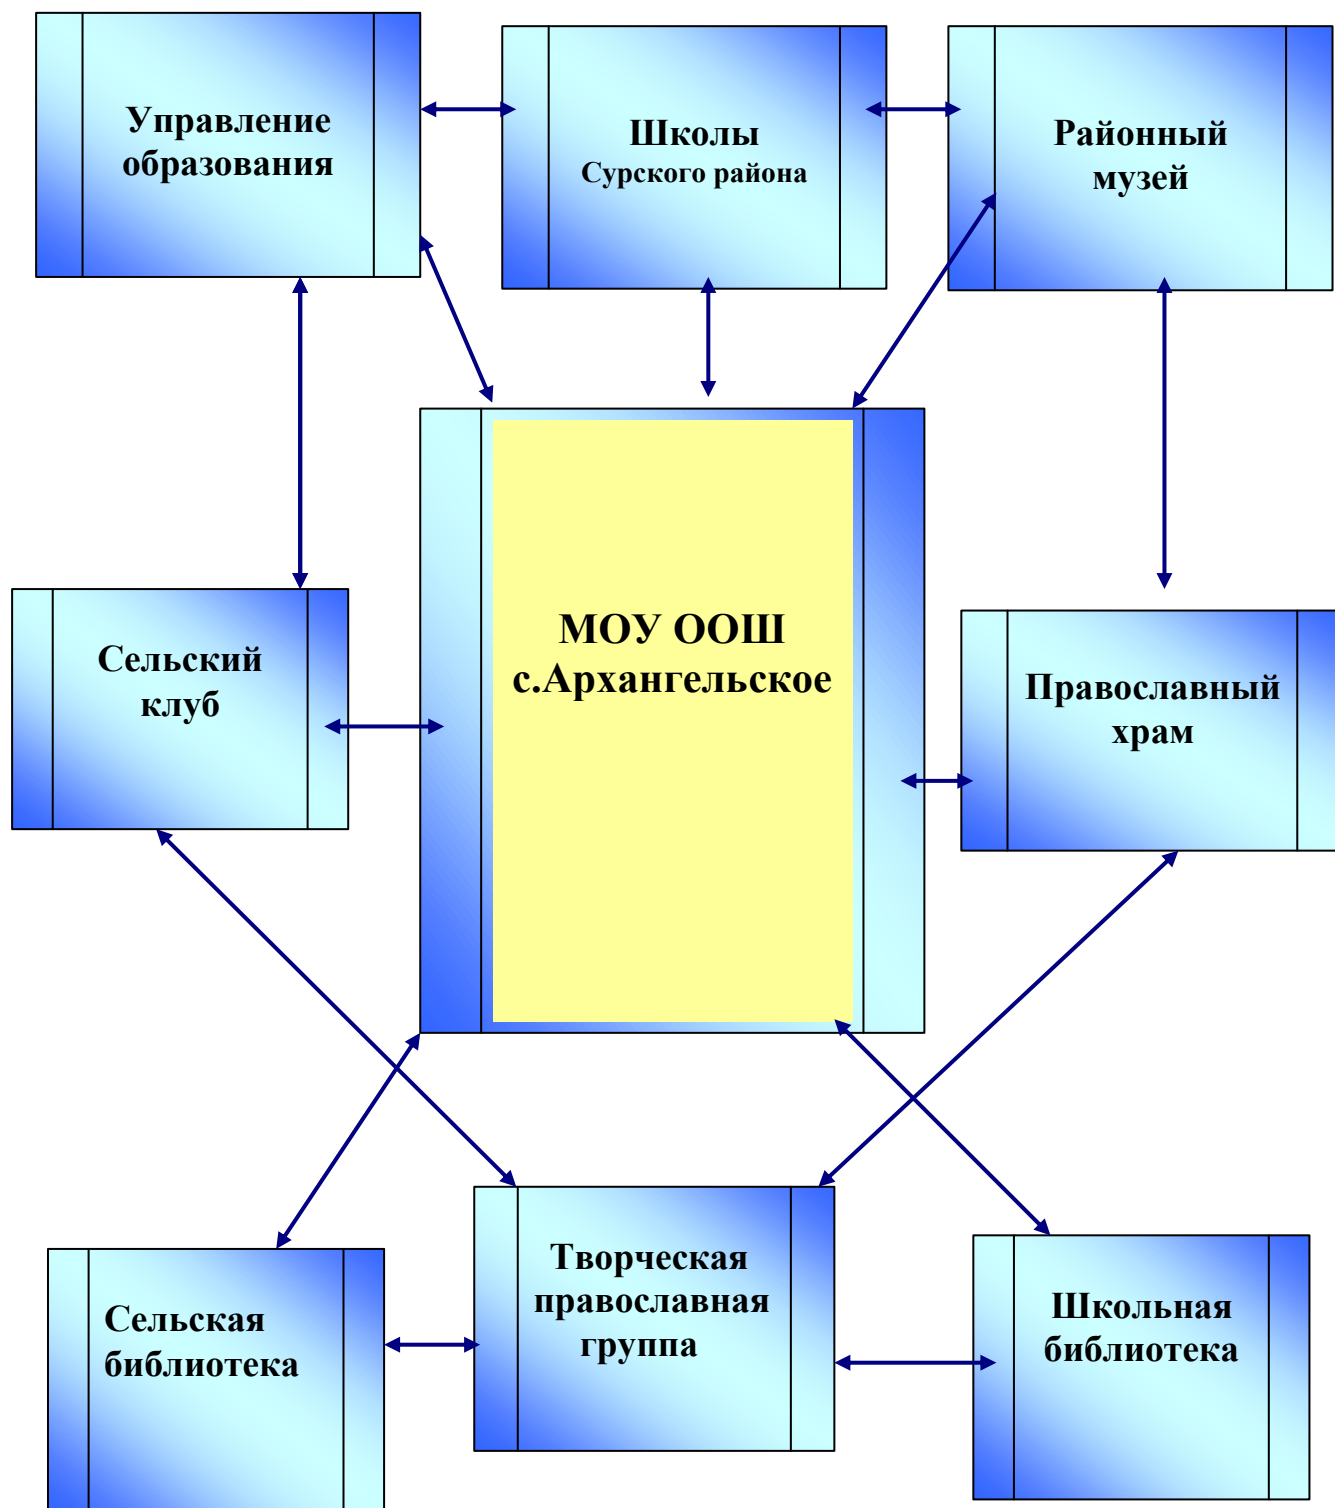 Управление
образования
Школы
Сурского района
Районный
музей
МОУ ООШ
с.Архангельское
Сельский
клуб
Православный
храм
Творческая
православная
группа
Сельская
библиотека
Школьная
библиотека